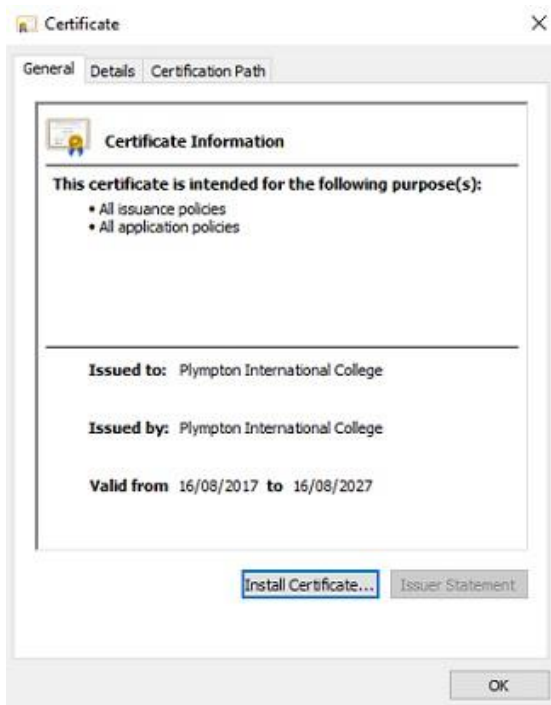 Certificate
General Details Certification Path
Certificate Information
This certificate is intended for the following purpose(s):
• All issuance policies
• All application policies
Issued to: Plympton International College
Issued by: Plympton International College
Valid from 16/08/2017 to 16/08/2027
Install Certificate... Issuer Statement
OK